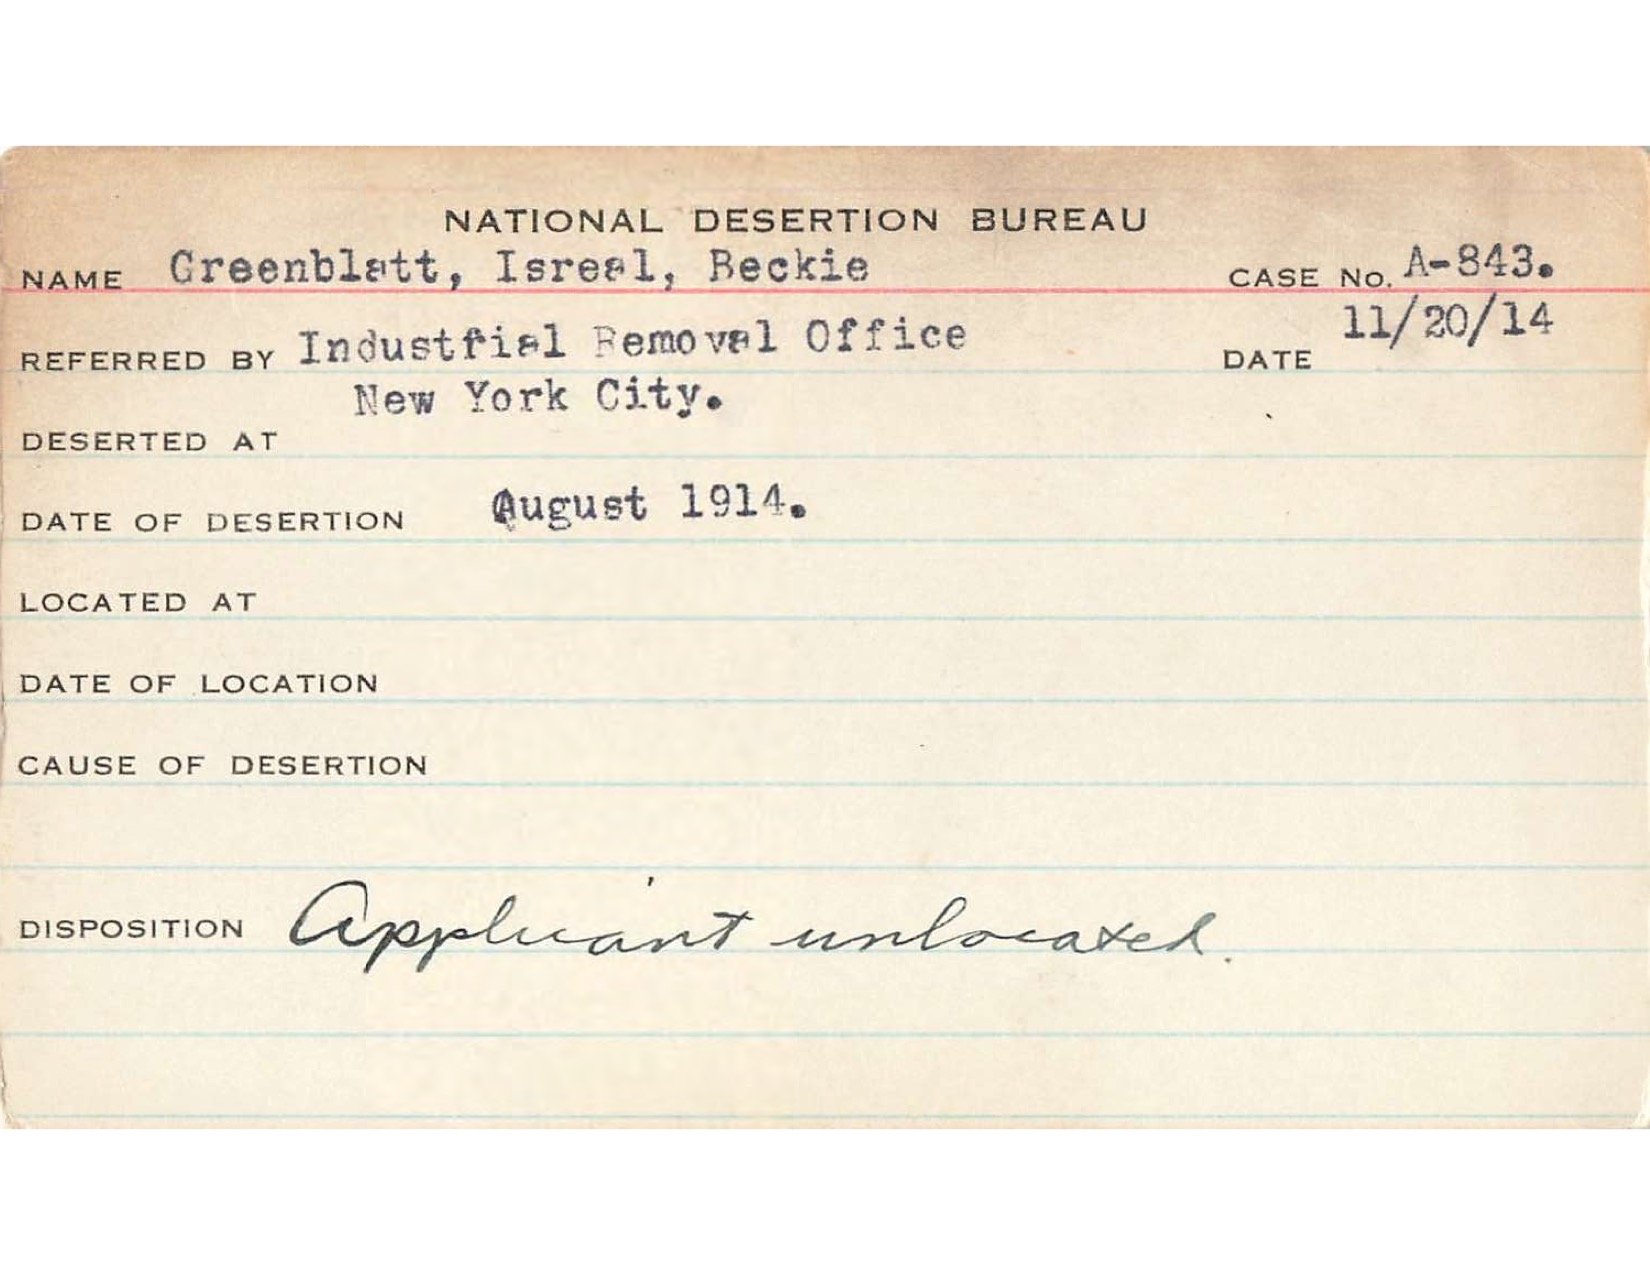 NATIONAL DESERTION BUREAU
NAME Greenblatt, Isreal, Beckie CASE No. A-843.
REFERRED BY Industrial Removal Office DATE 11/20/14
New York City.
DESERTED AT
DATE OF DESERTION August 1914.
LOCATED AT
DATE OF LOCATION
CAUSE OF DESERTION
DISPOSITION Applicant unlocated.